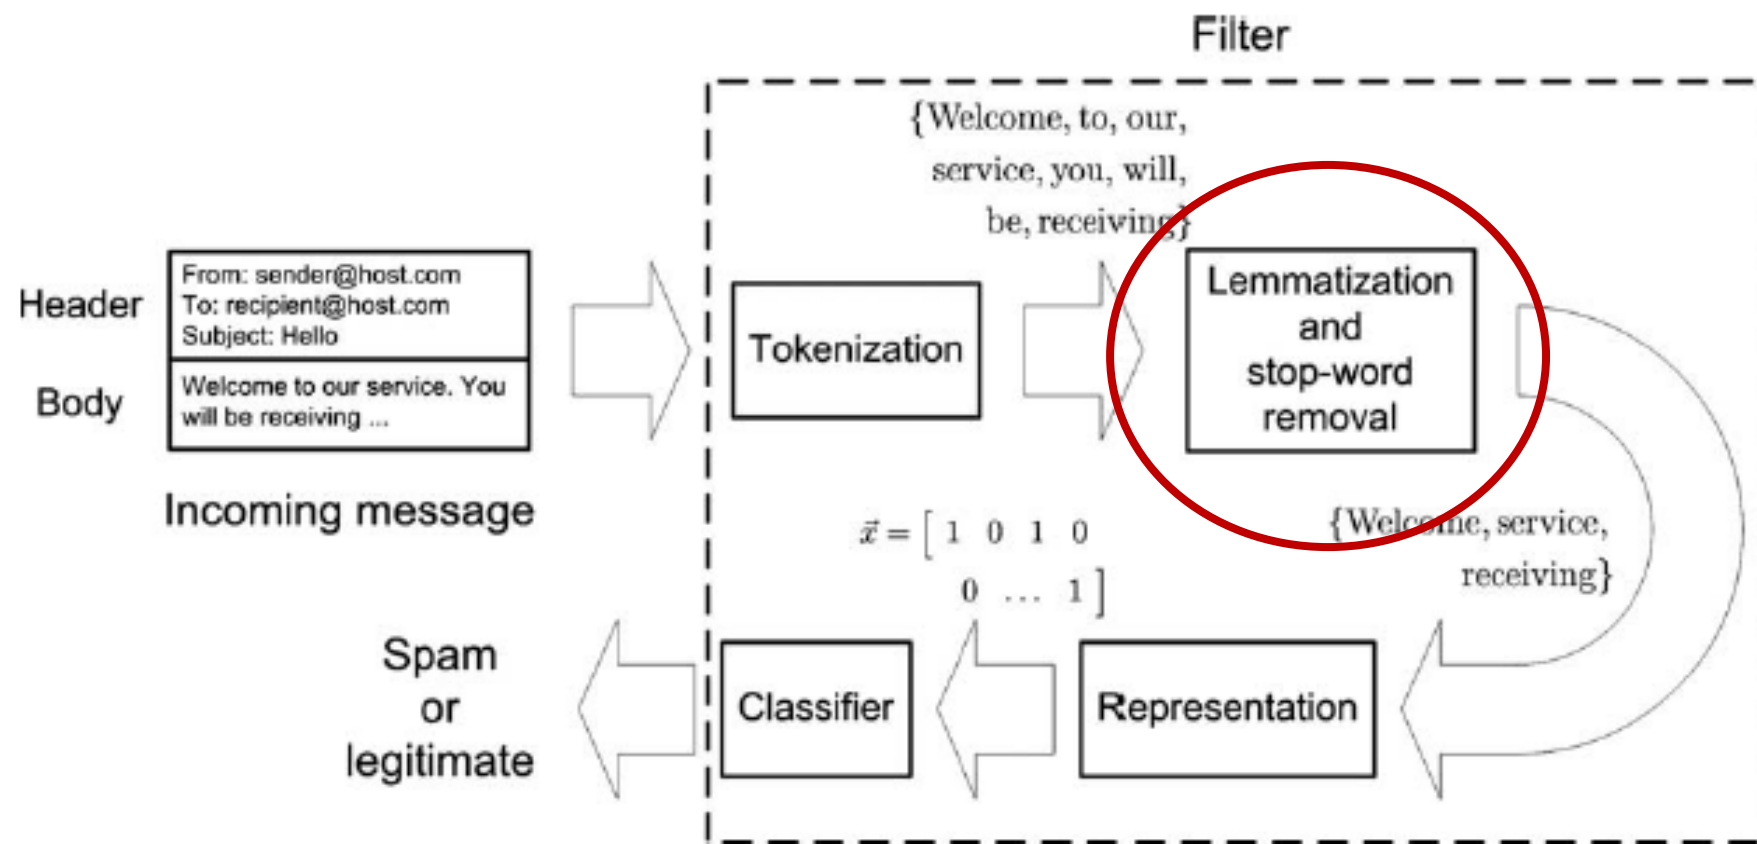 Filter
{Welcome, to, our,
service, you, will,
be, receiving}
Header
From: sender@host.com
To: recipient@host.com
Subject: Hello
Body
Welcome to our service. You
will be receiving ...
Incoming message
Tokenization
Lemmatization
and
stop-word
removal
{Welcome, service,
receiving}
x⃗ = [ 1 0 1 0
0 ... 1 ]
Representation
Classifier
Spam
or
legitimate